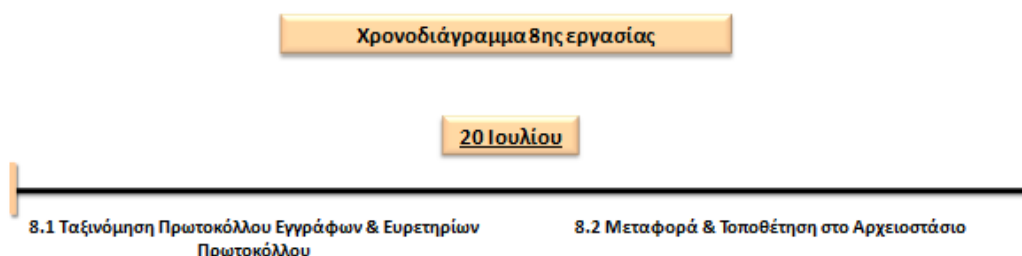 Χρονοδιάγραμμα 8ης εργασίας
20 Ιουλίου
8.1 Ταξινόμηση Πρωτοκόλλου Εγγράφων & Ευρετηρίων
Πρωτοκόλλου
8.2 Μεταφορά & Τοποθέτηση στο Αρχειοστάσιο